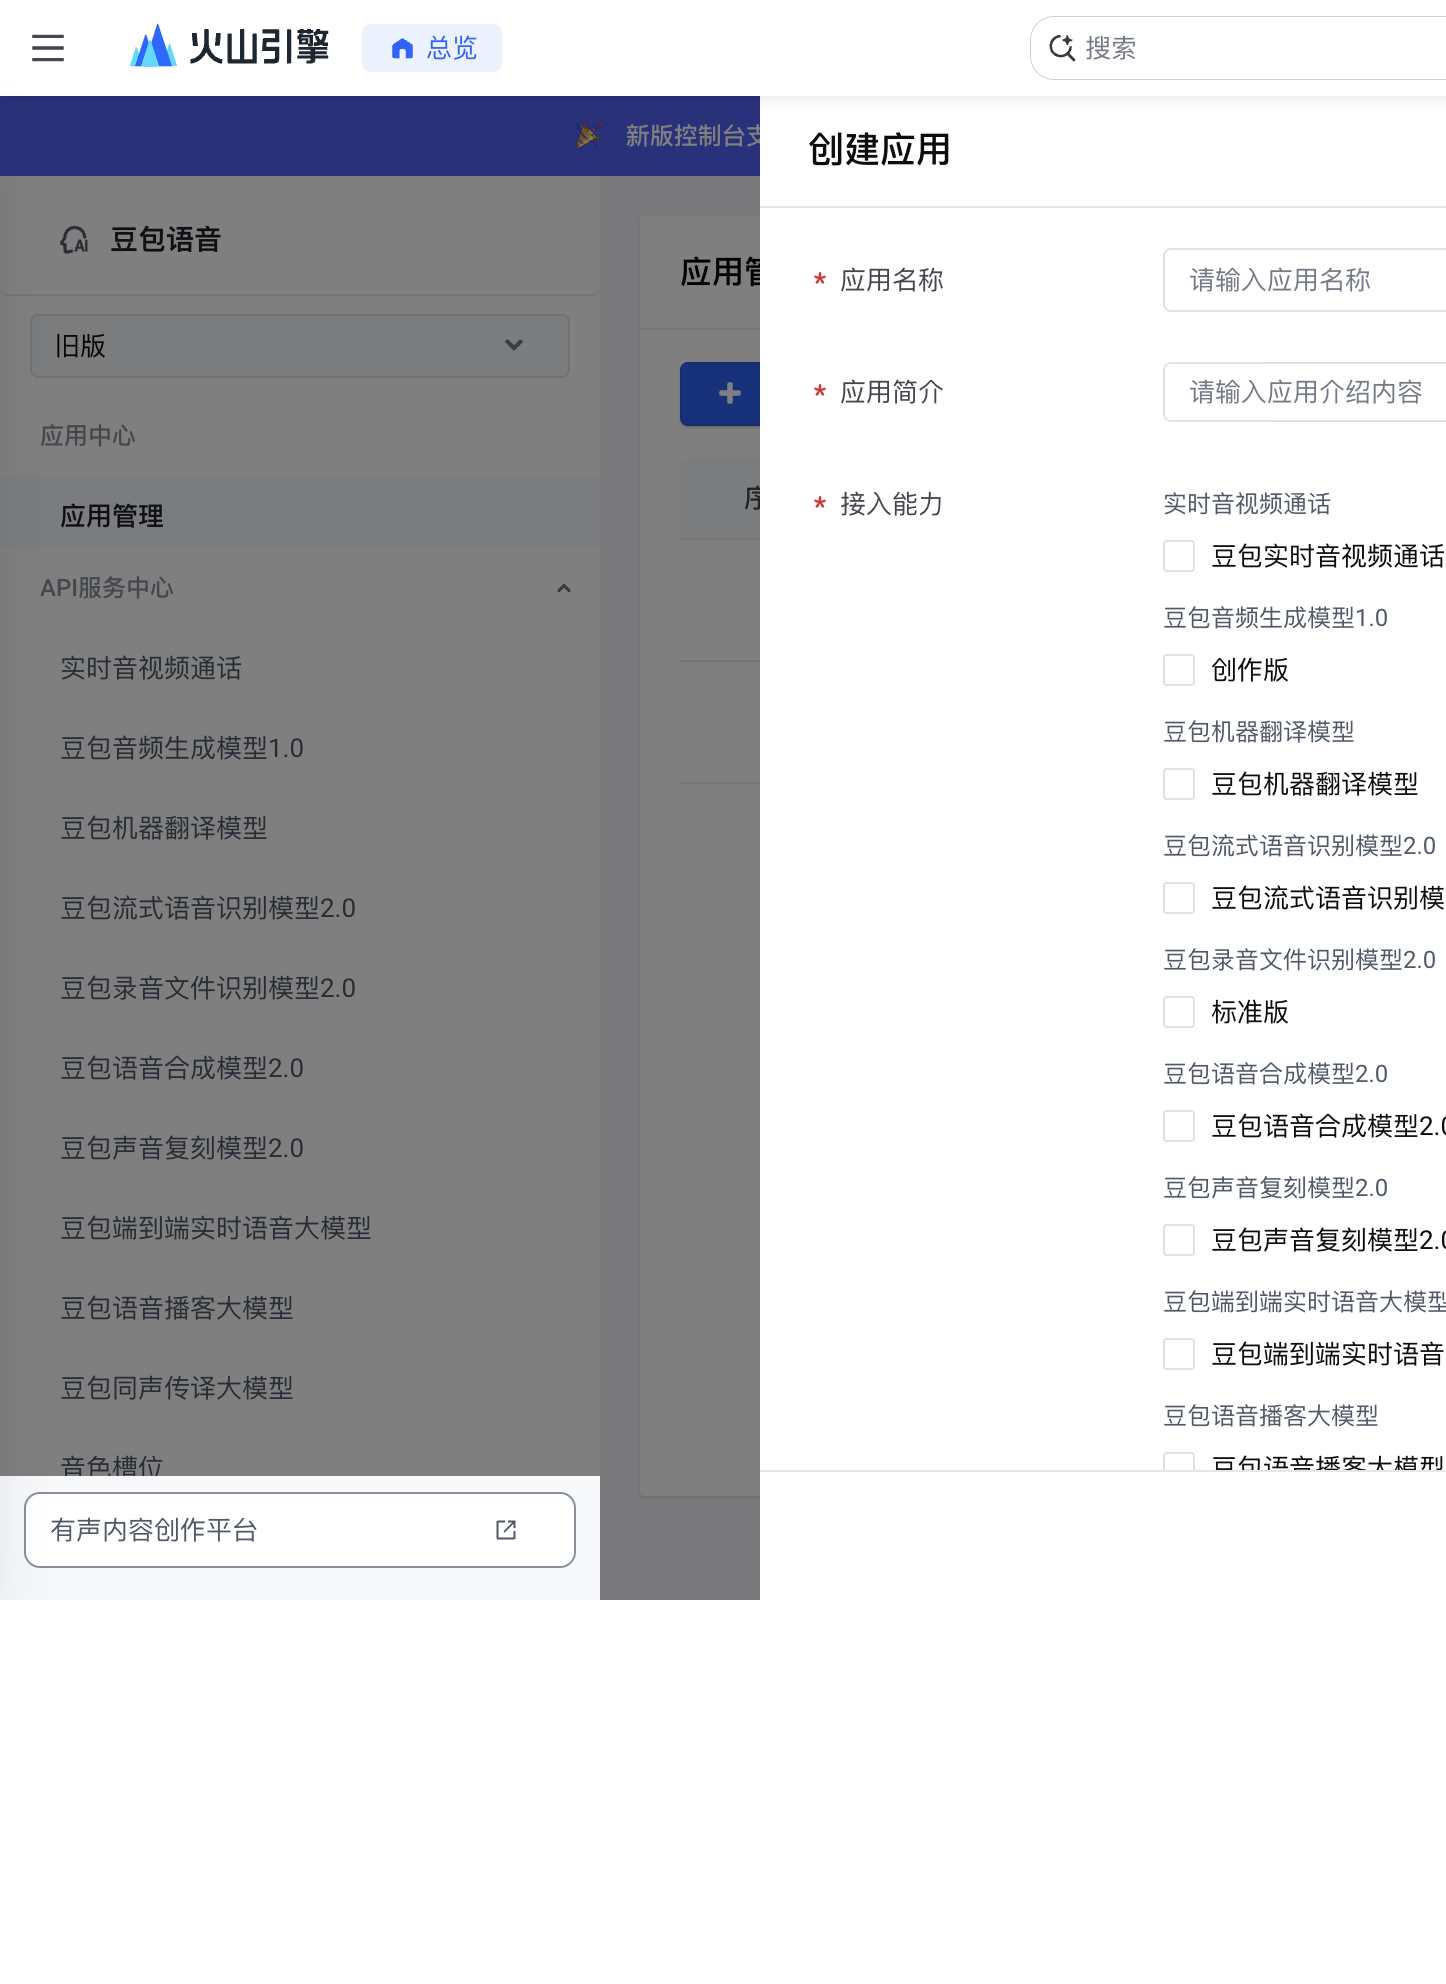 火山引擎
总览
搜索
新版控制台支
豆包语音
旧版
应用中心
应用管理
API服务中心
实时音视频通话
豆包音频生成模型1.0
豆包机器翻译模型
豆包流式语音识别模型2.0
豆包录音文件识别模型2.0
豆包语音合成模型2.0
豆包声音复刻模型2.0
豆包端到端实时语音大模型
豆包语音播客大模型
豆包同声传译大模型
音色槽位
有声内容创作平台
应用管
序
创建应用
* 应用名称
请输入应用名称
* 应用简介
请输入应用介绍内容
* 接入能力
实时音视频通话
豆包实时音视频通话
豆包音频生成模型1.0
创作版
豆包机器翻译模型
豆包机器翻译模型
豆包流式语音识别模型2.0
豆包流式语音识别模
豆包录音文件识别模型2.0
标准版
豆包语音合成模型2.0
豆包语音合成模型2.0
豆包声音复刻模型2.0
豆包声音复刻模型2.0
豆包端到端实时语音大模型
豆包端到端实时语音
豆包语音播客大模型
豆包语音播客大模型